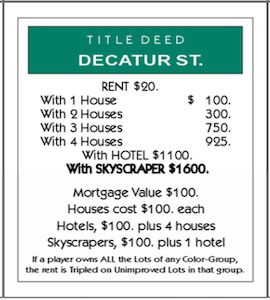 TITLE DEED
DECATUR ST.
RENT $20.
With 1 House $ 100.
With 2 Houses 300.
With 3 Houses 750.
With 4 Houses 925.
With HOTEL $1100.
With SKYSCRAPER $1600.
Mortgage Value $100.
Houses cost $100. each
Hotels, $100. plus 4 houses
Skyscrapers, $100. plus 1 hotel
If a player owns ALL the Lots of any Color-Group,
the rent is Tripled on Unimproved Lots in that group.